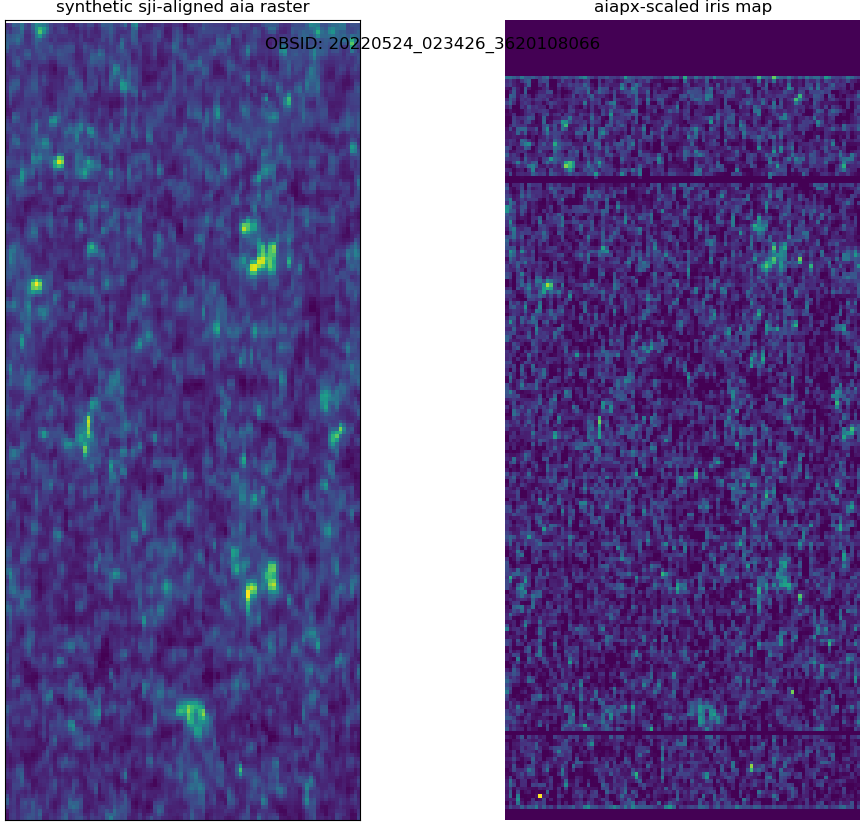 synthetic sji-aligned aia raster
aiapx-scaled iris map
OBSID: 20220524_023426_3620108066